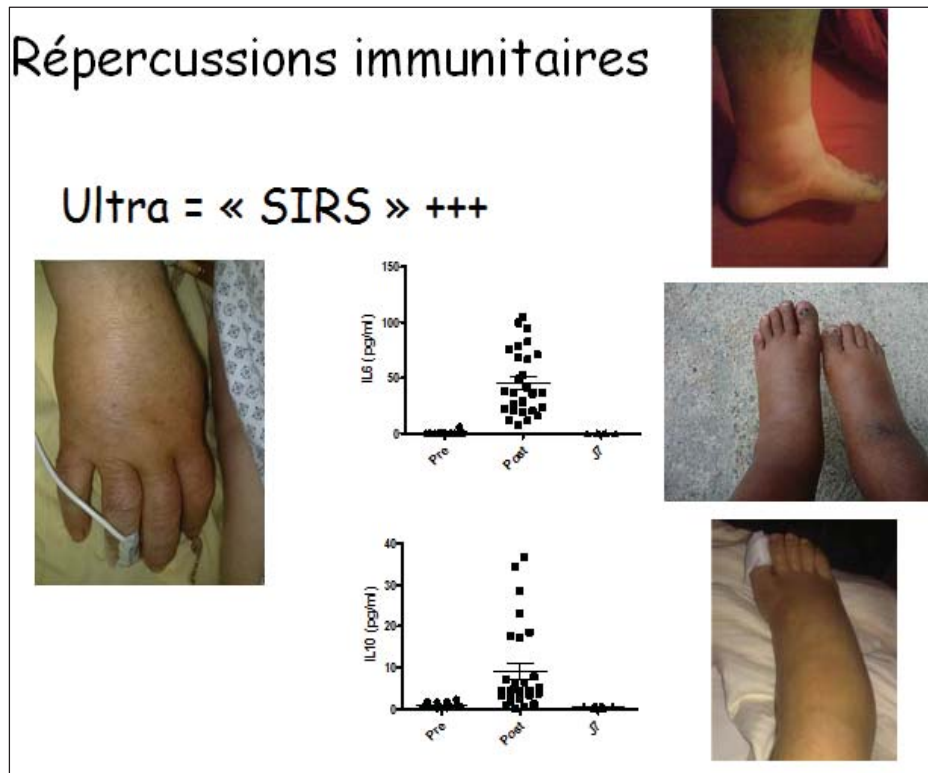 Répercussions immunitaires
Ultra = « SIRS » +++
IL6 (pg/ml)
150
100
50
0
Pre
Post
J7
IL10 (pg/ml)
40
30
20
10
0
Pre
Post
J7